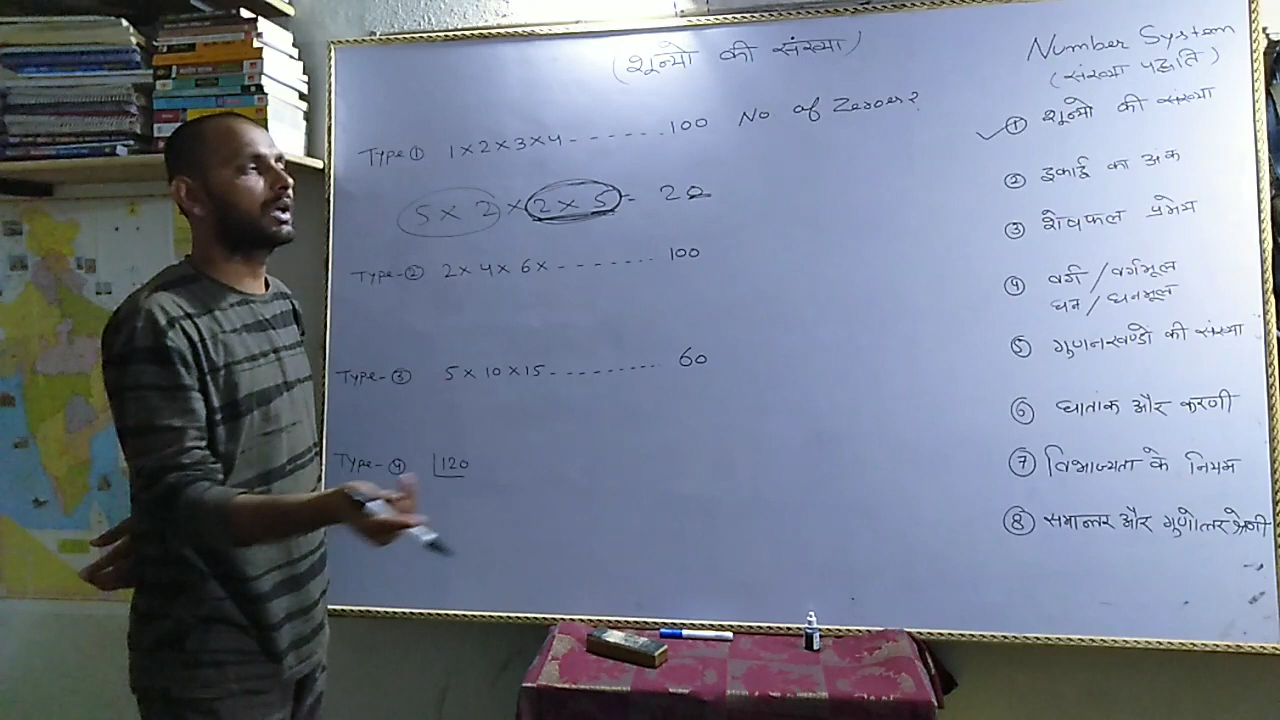 (शून्यो की संख्या)
Type ① 1 × 2 × 3 × 4 - - - - - - 100 No. of Zeroes?
5 × 2 × 2 × 5 = 20
Type-② 2 × 4 × 6 × - - - - - - - 100
Type-③ 5 × 10 × 15 - - - - - - - - - 60
Type-④ |120
Number System
(संख्या पद्धति)
① शून्यो की संख्या
② इकाई का अंक
③ शेषफल प्रमेय
④ वर्ग / वर्गमूल
घन / घनमूल
⑤ गुणनखण्डो की संख्या
⑥ घातांक और करणी
⑦ विभाज्यता के नियम
⑧ समान्तर और गुणोत्तर श्रेणी